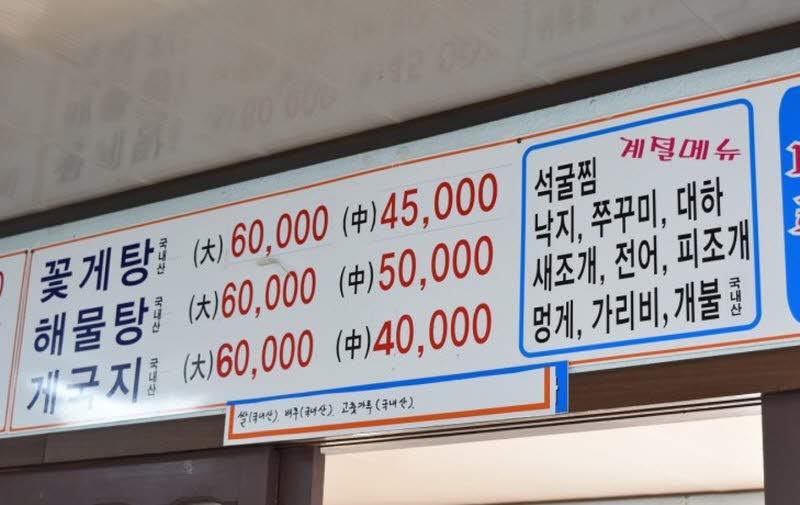 꽃게탕 국내산 (大) 60,000 (中) 45,000
해물탕 국내산 (大) 60,000 (中) 50,000
게국지 국내산 (大) 60,000 (中) 40,000
쌀(국내산), 배추(국내산), 고춧가루(국내산),
계절메뉴
석굴찜
낙지, 쭈꾸미, 대하
새조개, 전어, 피조개
멍게, 가리비, 개불 국내산